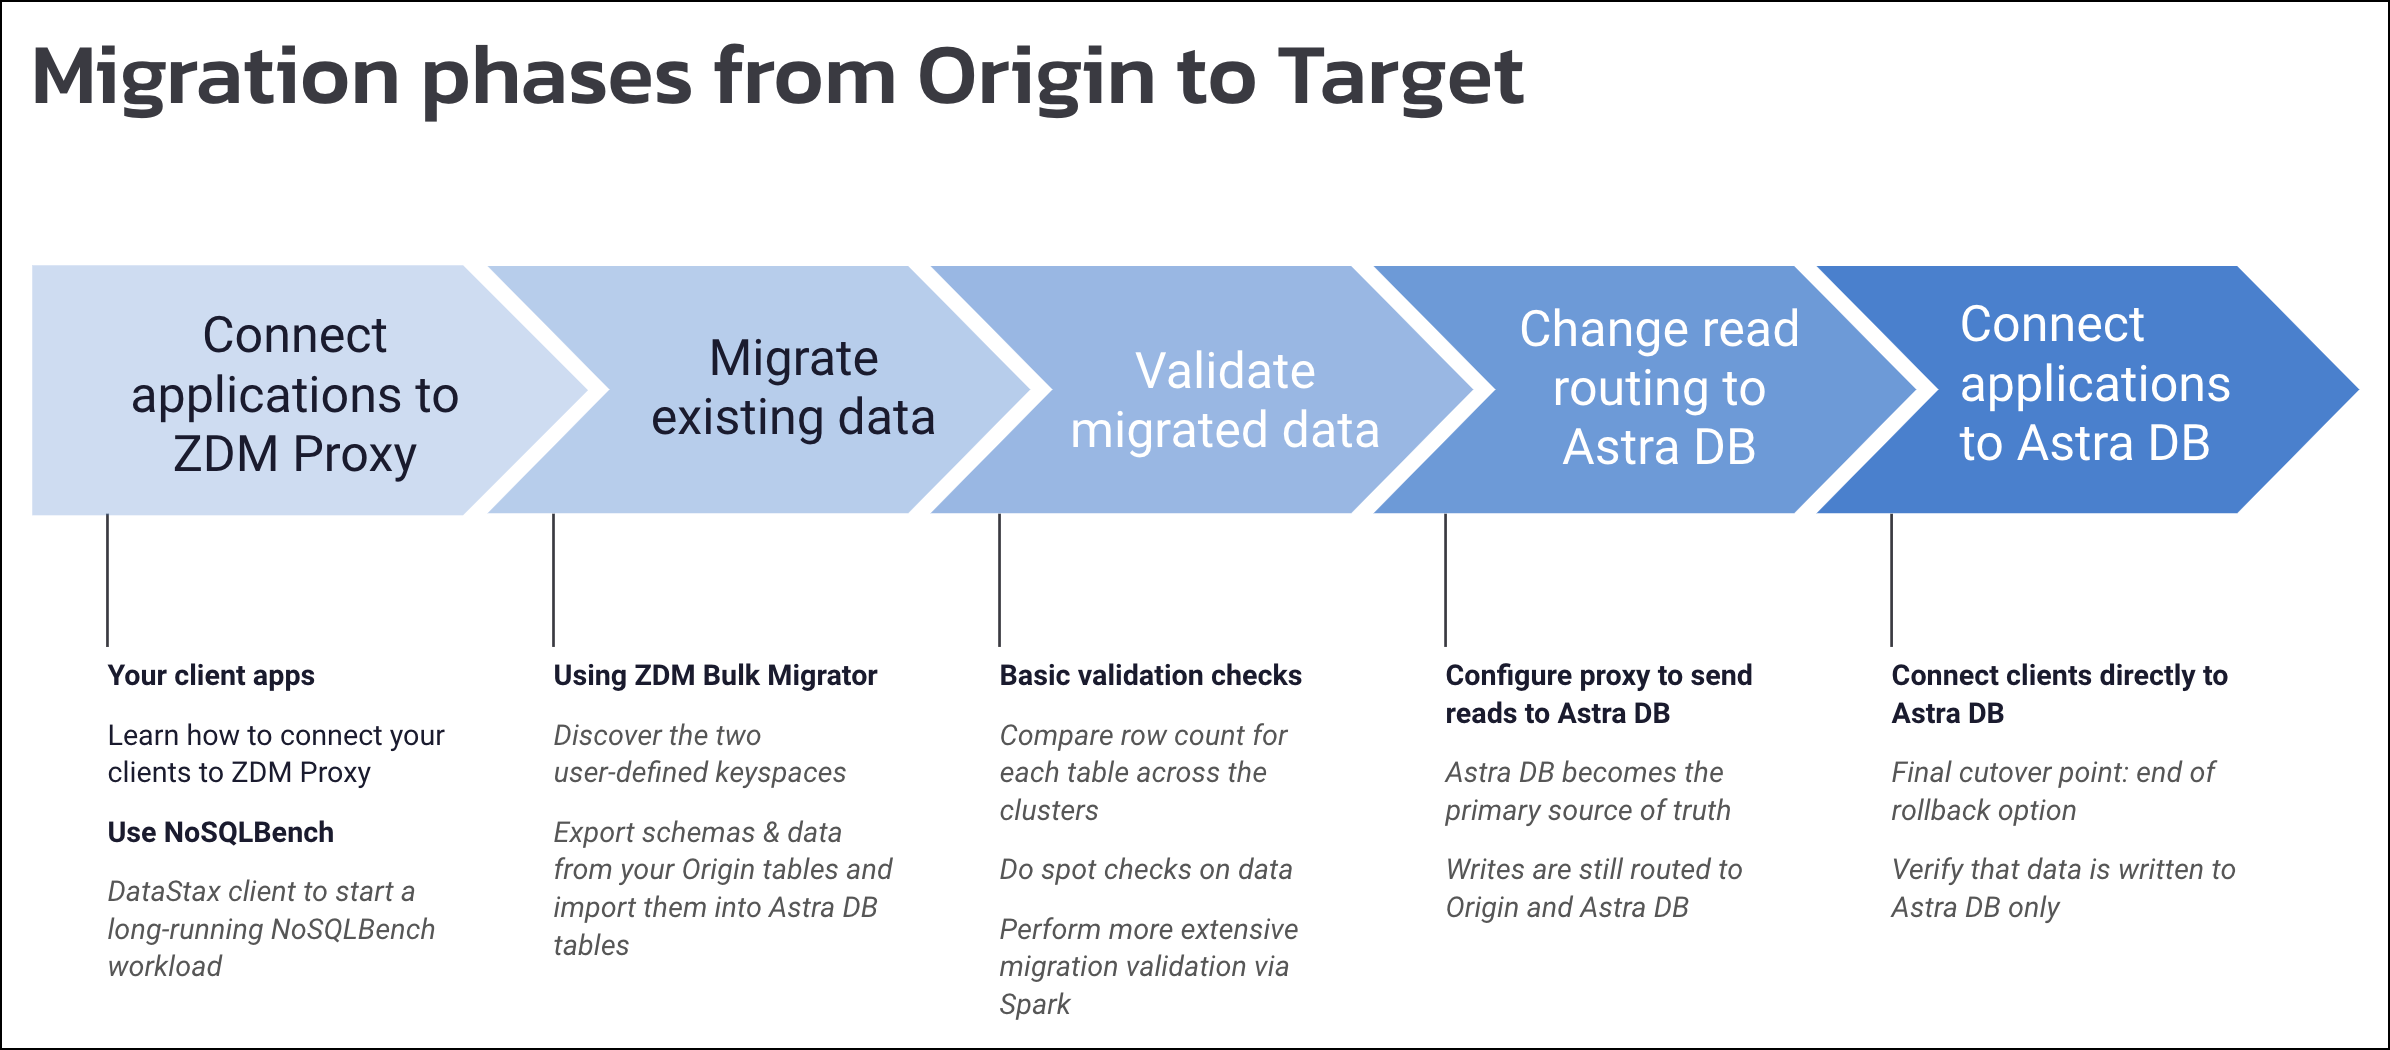 Migration phases from Origin to Target
Connect
applications to
ZDM Proxy
Migrate
existing data
Validate
migrated data
Change read
routing to
Astra DB
Connect
applications
to Astra DB
Your client apps
Learn how to connect your
clients to ZDM Proxy
Use NoSQLBench
DataStax client to start a
long-running NoSQLBench
workload
Using ZDM Bulk Migrator
Discover the two
user-defined keyspaces
Export schemas & data
from your Origin tables and
import them into Astra DB
tables
Basic validation checks
Compare row count for
each table across the
clusters
Do spot checks on data
Perform more extensive
migration validation via
Spark
Configure proxy to send
reads to Astra DB
Astra DB becomes the
primary source of truth
Writes are still routed to
Origin and Astra DB
Connect clients directly to
Astra DB
Final cutover point: end of
rollback option
Verify that data is written to
Astra DB only